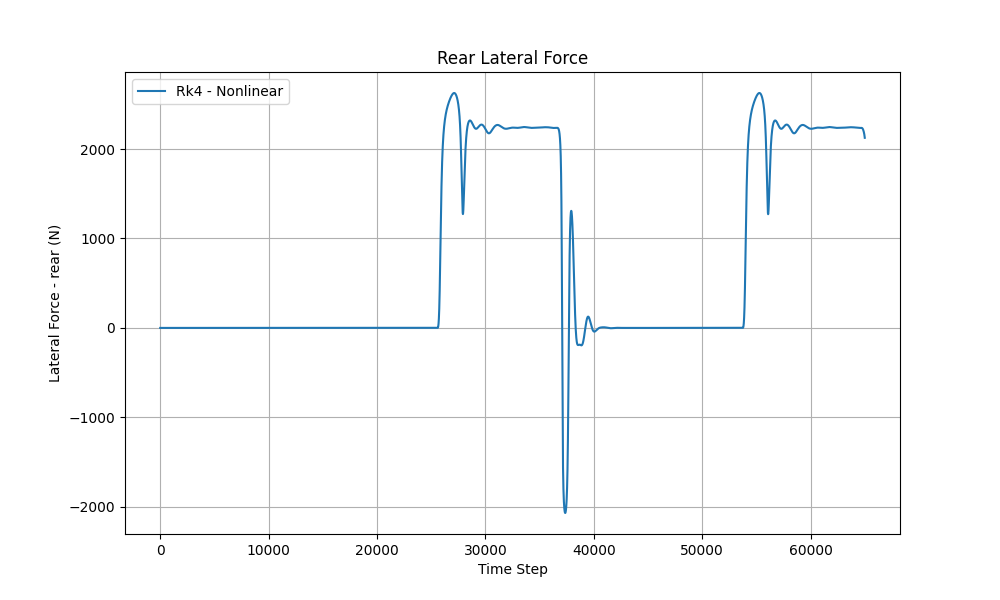 Rear Lateral Force
Rk4 - Nonlinear
Lateral Force - rear (N)
2000
1000
0
−1000
−2000
0 10000 20000 30000 40000 50000 60000
Time Step